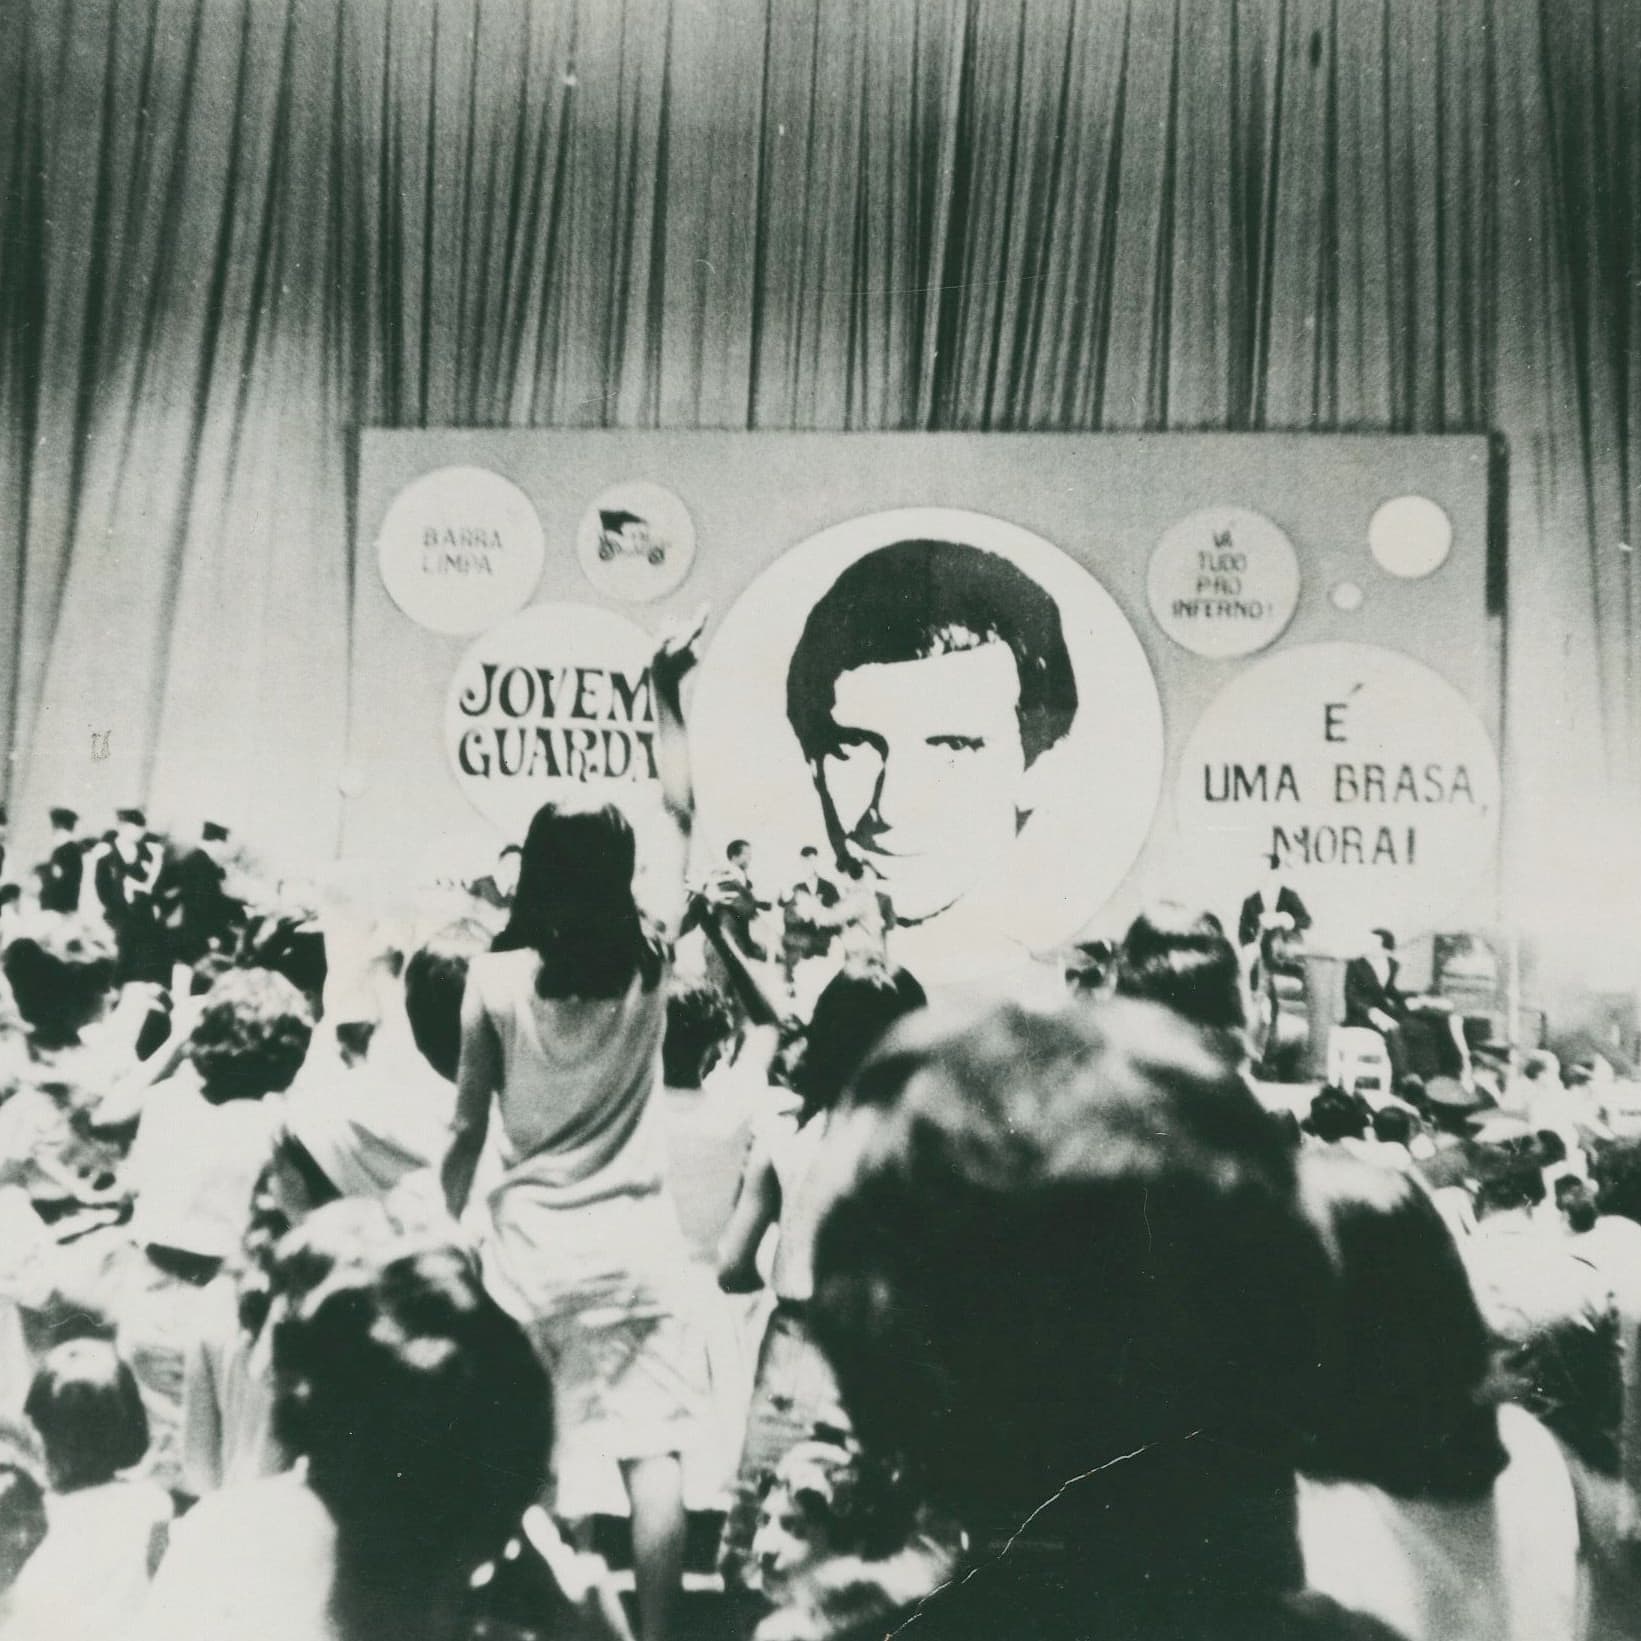 BARRA
LIMPA
JOVEM
GUARDA
VÁ
TUDO
PRO
INFERNO!
É
UMA BRASA,
MORA!